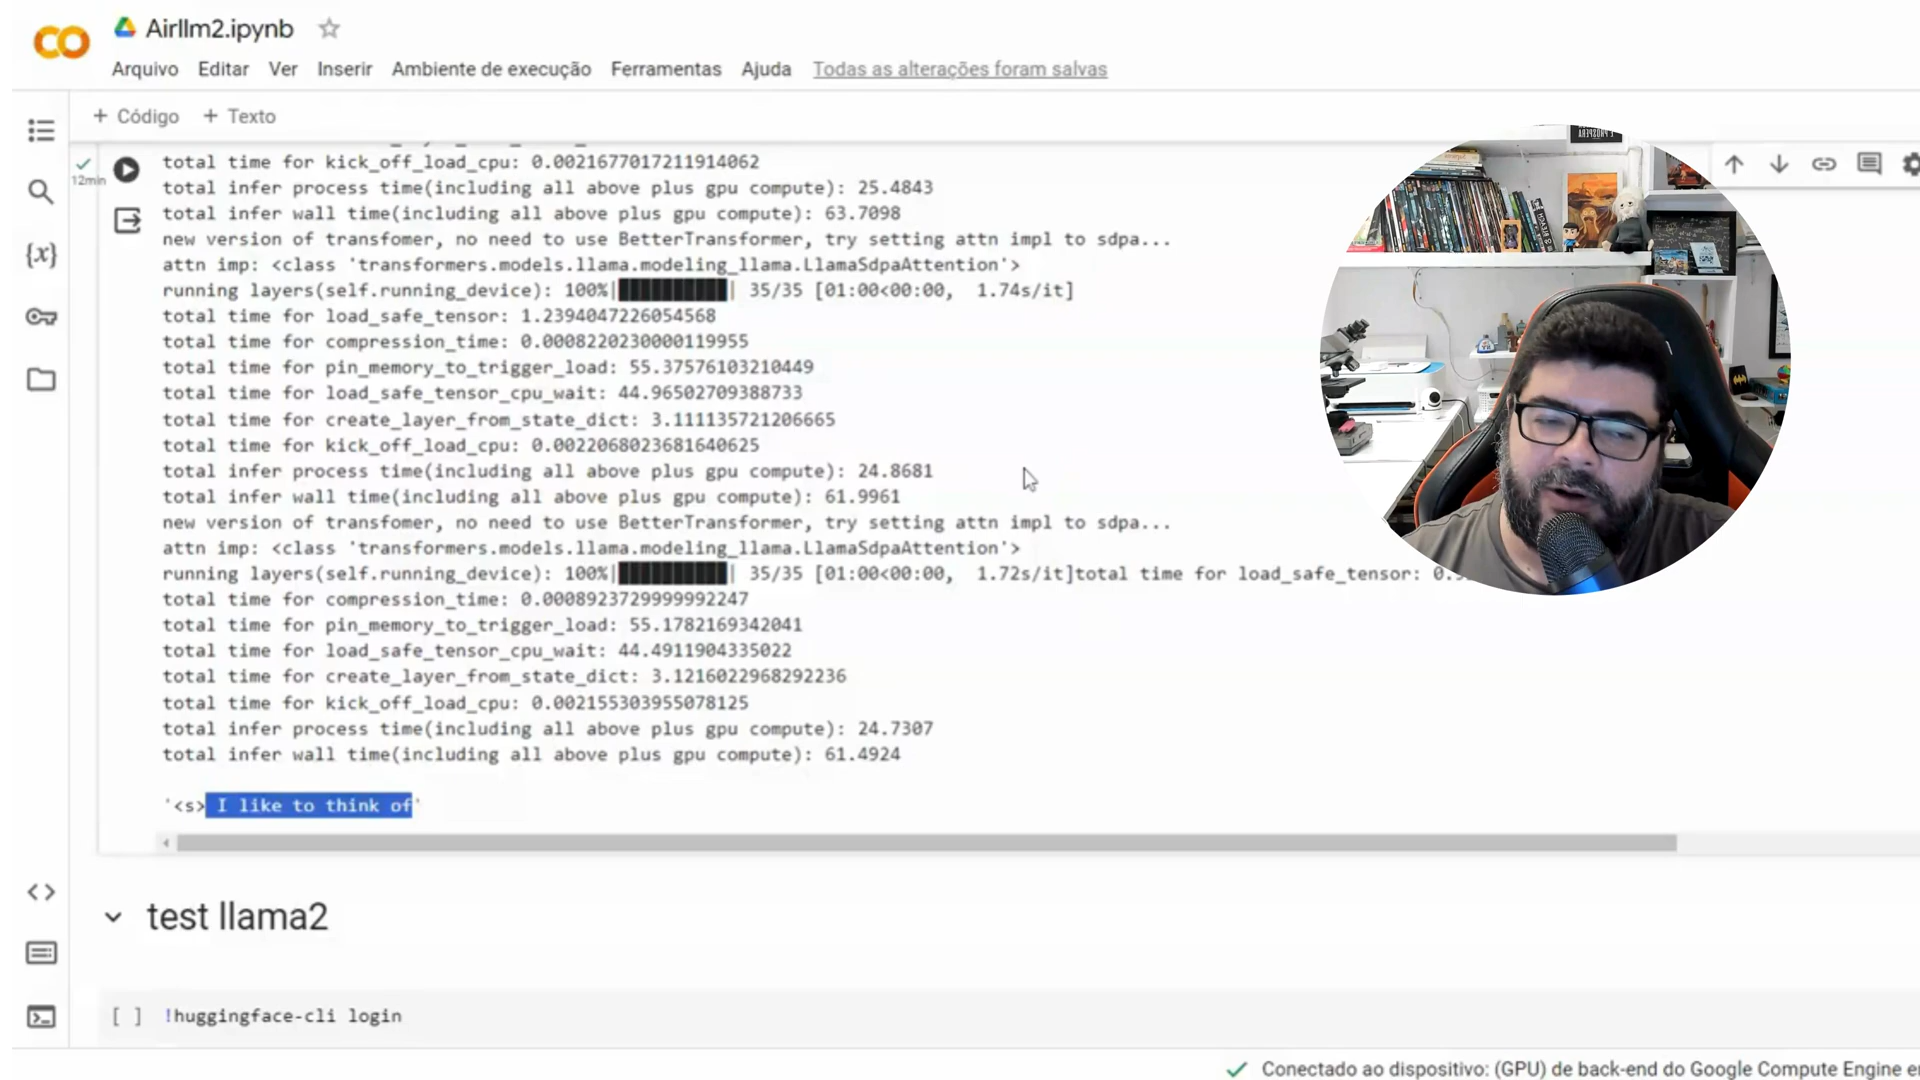 Airllm2.ipynb
Arquivo Editar Ver Inserir Ambiente de execução Ferramentas Ajuda Todas as alterações foram salvas
+ Código + Texto
12min
total time for kick_off_load_cpu: 0.0021677017211914062
total infer process time(including all above plus gpu compute): 25.4843
total infer wall time(including all above plus gpu compute): 63.7098
new version of transfomer, no need to use BetterTransformer, try setting attn impl to sdpa...
attn imp: <class 'transformers.models.llama.modeling_llama.LlamaSdpaAttention'>
running layers(self.running_device): 100%|██████████| 35/35 [01:00<00:00, 1.74s/it]
total time for load_safe_tensor: 1.2394047226054568
total time for compression_time: 0.0008220230000119955
total time for pin_memory_to_trigger_load: 55.37576103210449
total time for load_safe_tensor_cpu_wait: 44.96502709388733
total time for create_layer_from_state_dict: 3.111135721206665
total time for kick_off_load_cpu: 0.0022068023681640625
total infer process time(including all above plus gpu compute): 24.8681
total infer wall time(including all above plus gpu compute): 61.9961
new version of transfomer, no need to use BetterTransformer, try setting attn impl to sdpa...
attn imp: <class 'transformers.models.llama.modeling_llama.LlamaSdpaAttention'>
running layers(self.running_device): 100%|██████████| 35/35 [01:00<00:00, 1.72s/it]total time for load_safe_tensor:
total time for compression_time: 0.0008923729999992247
total time for pin_memory_to_trigger_load: 55.1782169342041
total time for load_safe_tensor_cpu_wait: 44.4911904335022
total time for create_layer_from_state_dict: 3.1216022968292236
total time for kick_off_load_cpu: 0.002155303955078125
total infer process time(including all above plus gpu compute): 24.7307
total infer wall time(including all above plus gpu compute): 61.4924
'<s> I like to think of'
test llama2
[ ] !huggingface-cli login
Conectado ao dispositivo: (GPU) de back-end do Google Compute Engine